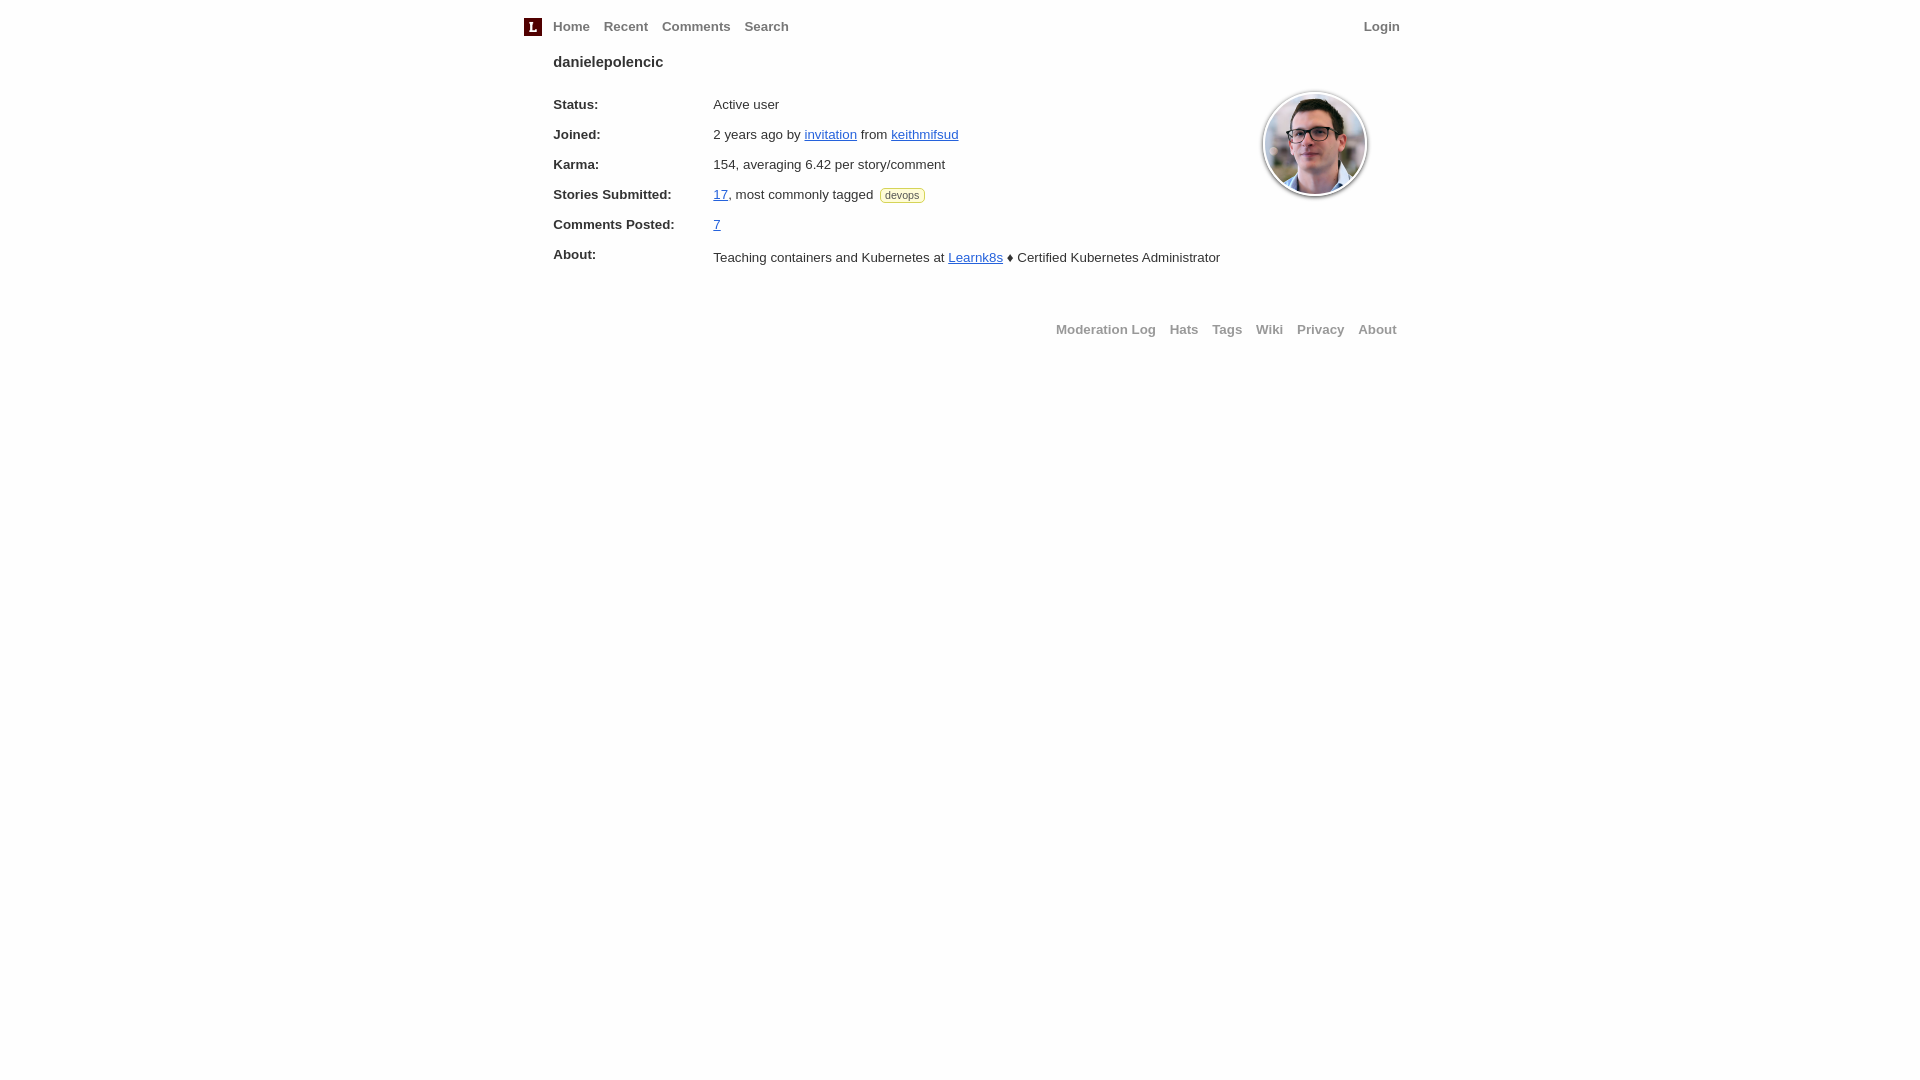 L Home Recent Comments Search Login
danielepolencic
Status: Active user
Joined: 2 years ago by invitation from keithmifsud
Karma: 154, averaging 6.42 per story/comment
Stories Submitted: 17, most commonly tagged devops
Comments Posted: 7
About: Teaching containers and Kubernetes at Learnk8s ♦ Certified Kubernetes Administrator
Moderation Log Hats Tags Wiki Privacy About